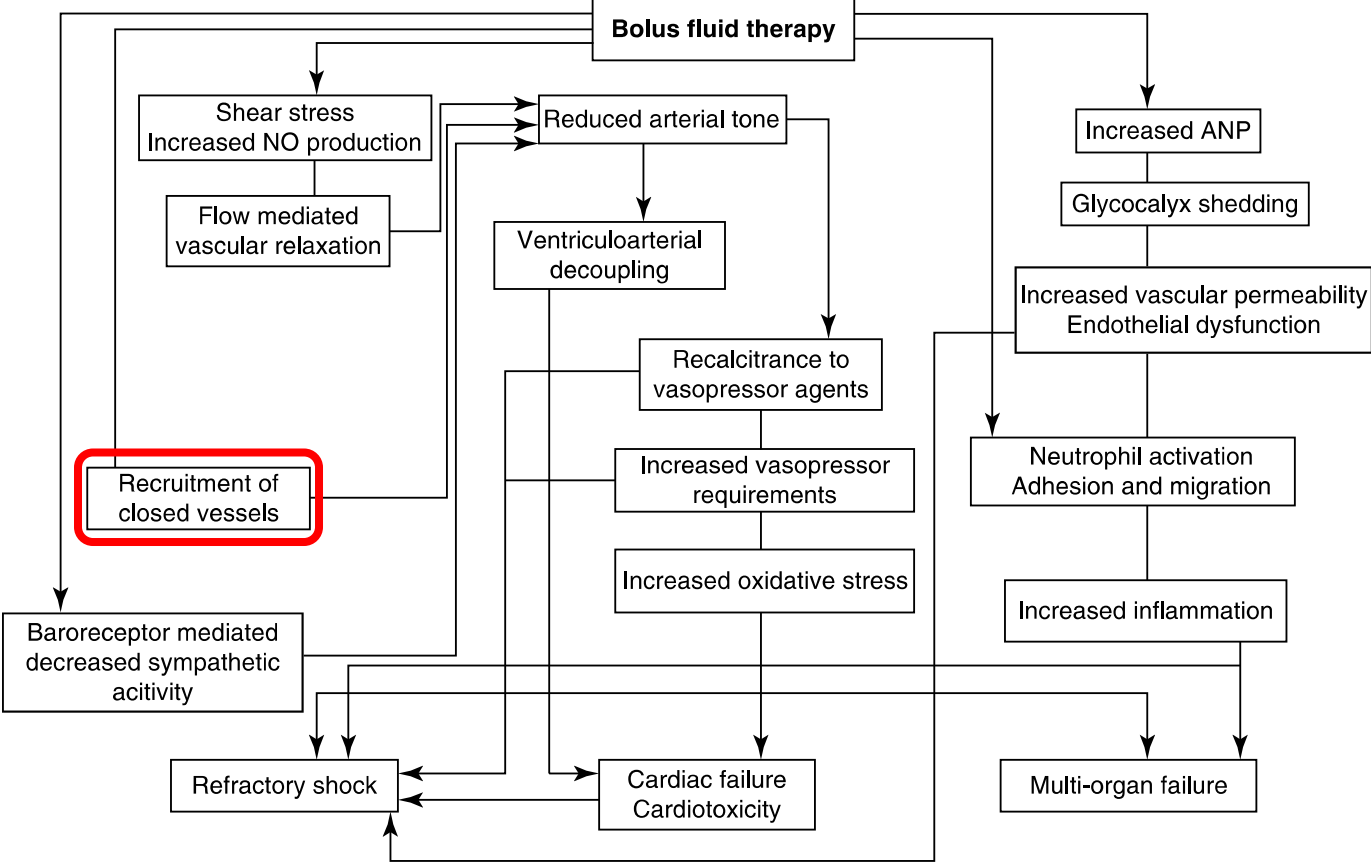 Bolus fluid therapy
Shear stress
Increased NO production
Reduced arterial tone
Increased ANP
Flow mediated
vascular relaxation
Glycocalyx shedding
Ventriculoarterial
decoupling
Increased vascular permeability
Endothelial dysfunction
Recalcitrance to
vasopressor agents
Recruitment of
closed vessels
Increased vasopressor
requirements
Neutrophil activation
Adhesion and migration
Increased oxidative stress
Increased inflammation
Baroreceptor mediated
decreased sympathetic
acitivity
Refractory shock
Cardiac failure
Cardiotoxicity
Multi-organ failure